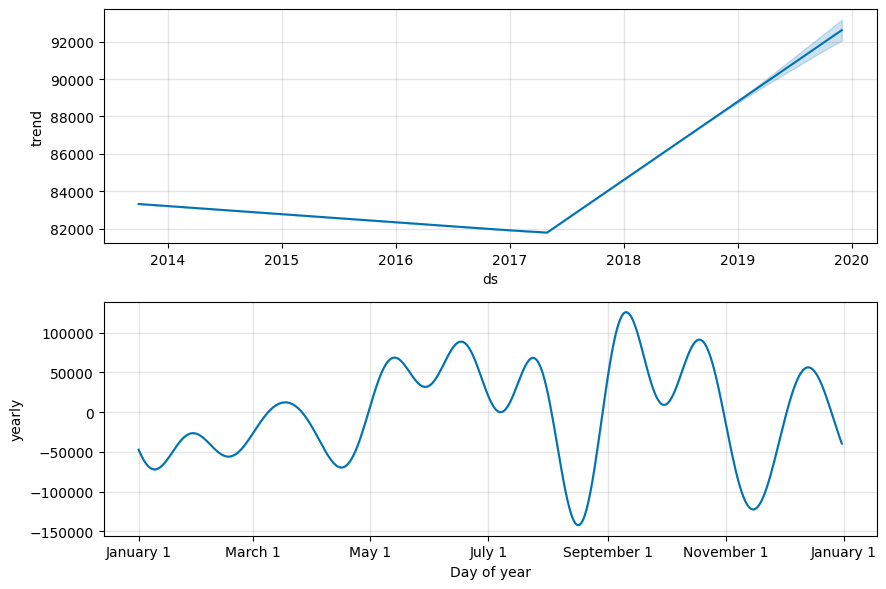 92000
90000
88000
86000
84000
82000
trend
2014 2015 2016 2017 2018 2019 2020
ds
100000
50000
0
−50000
−100000
−150000
yearly
January 1 March 1 May 1 July 1 September 1 November 1 January 1
Day of year